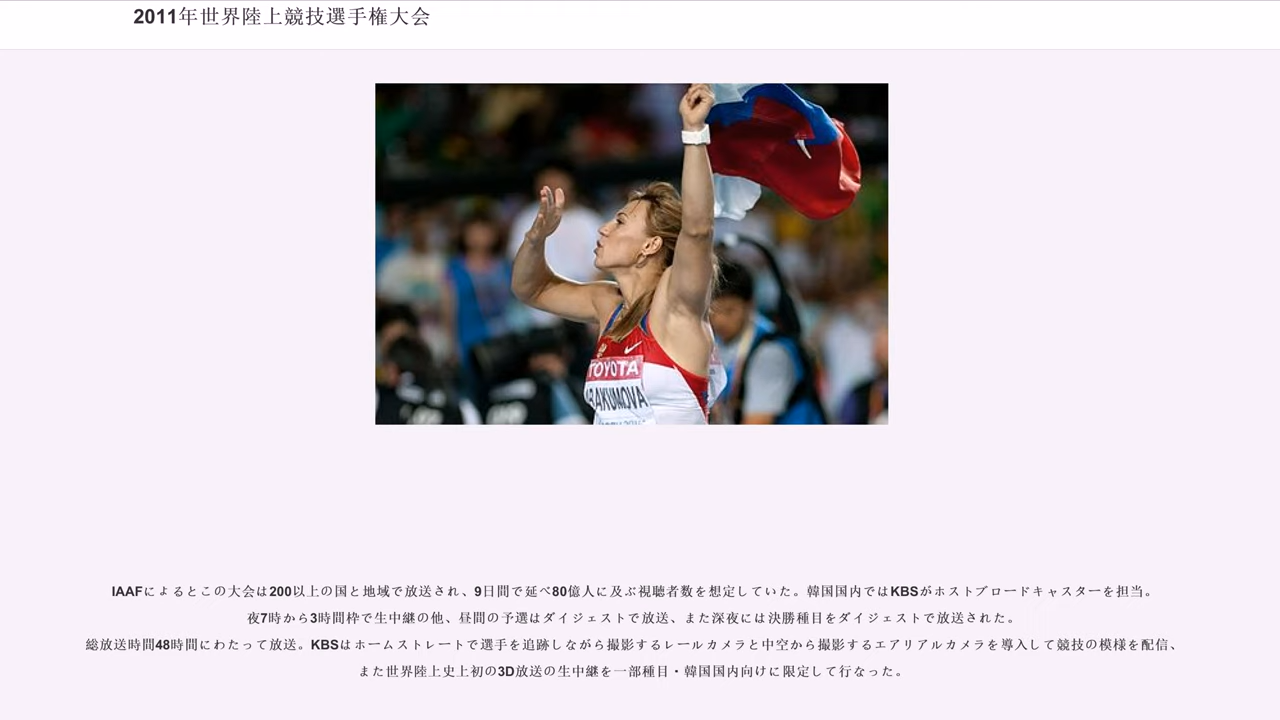 2011年世界陸上競技選手権大会
TOYOTA
BAKUMOVA
IAAFによるとこの大会は200以上の国と地域で放送され、9日間で延べ80億人に及ぶ視聴者数を想定していた。韓国国内ではKBSがホストブロードキャスターを担当。
夜7時から3時間枠で生中継の他、昼間の予選はダイジェストで放送、また深夜には決勝種目をダイジェストで放送された。
総放送時間48時間にわたって放送。KBSはホームストレートで選手を追跡しながら撮影するレールカメラと中空から撮影するエアリアルカメラを導入して競技の模様を配信、
また世界陸上史上初の3D放送の生中継を一部種目・韓国国内向けに限定して行なった。